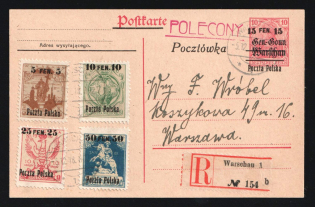 Postkarte
POLECONY
Adres wysyłającego:
Pocztówka
15 FEN. 15
Gen.-Gouv.
Warschau
Poczta Polska
5 FEN. 5
Poczta Polska
10 FEN. 10
Poczta Polska
25 FEN. 25
Poczta Polska
50 FEN. 50
Poczta Polska
Wny F. Wróbel
Koszykowa 49 m. 16.
Warszawa.
R
Warschau 1
№ 154 b